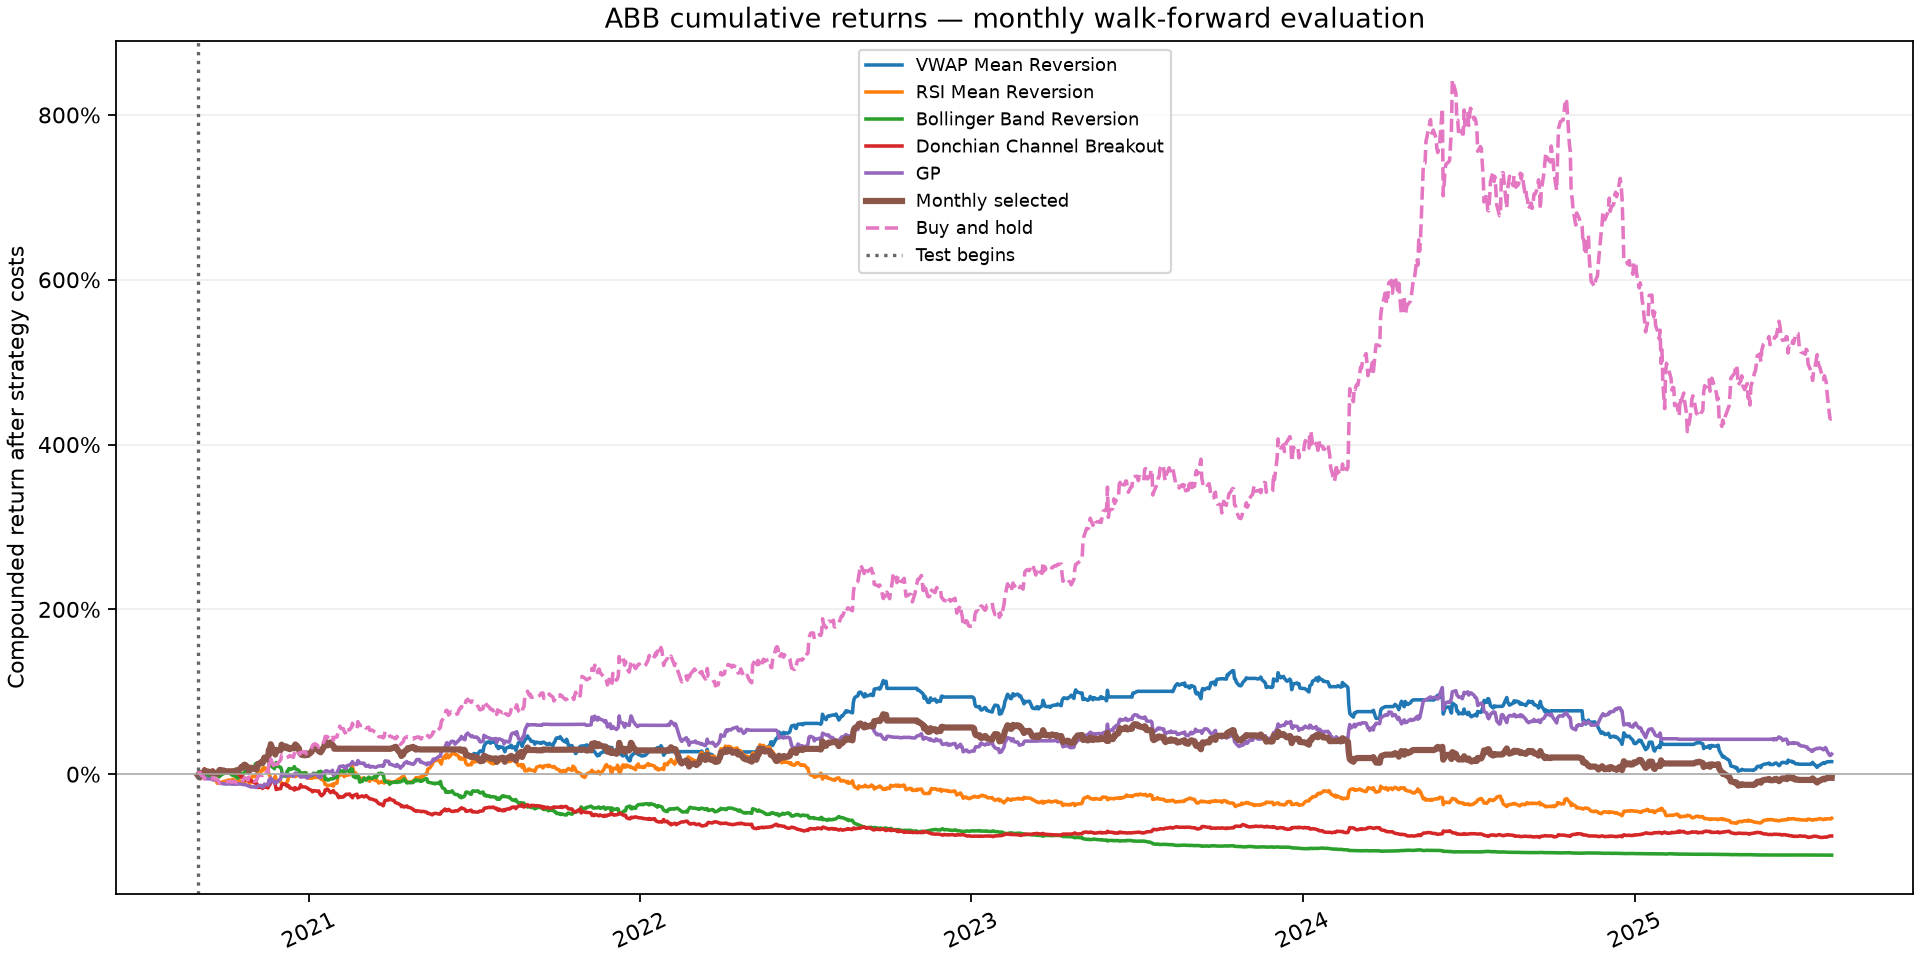 ABB cumulative returns — monthly walk-forward evaluation
VWAP Mean Reversion
RSI Mean Reversion
Bollinger Band Reversion
Donchian Channel Breakout
GP
Monthly selected
Buy and hold
Test begins
Compounded return after strategy costs
800%
600%
400%
200%
0%
2021
2022
2023
2024
2025